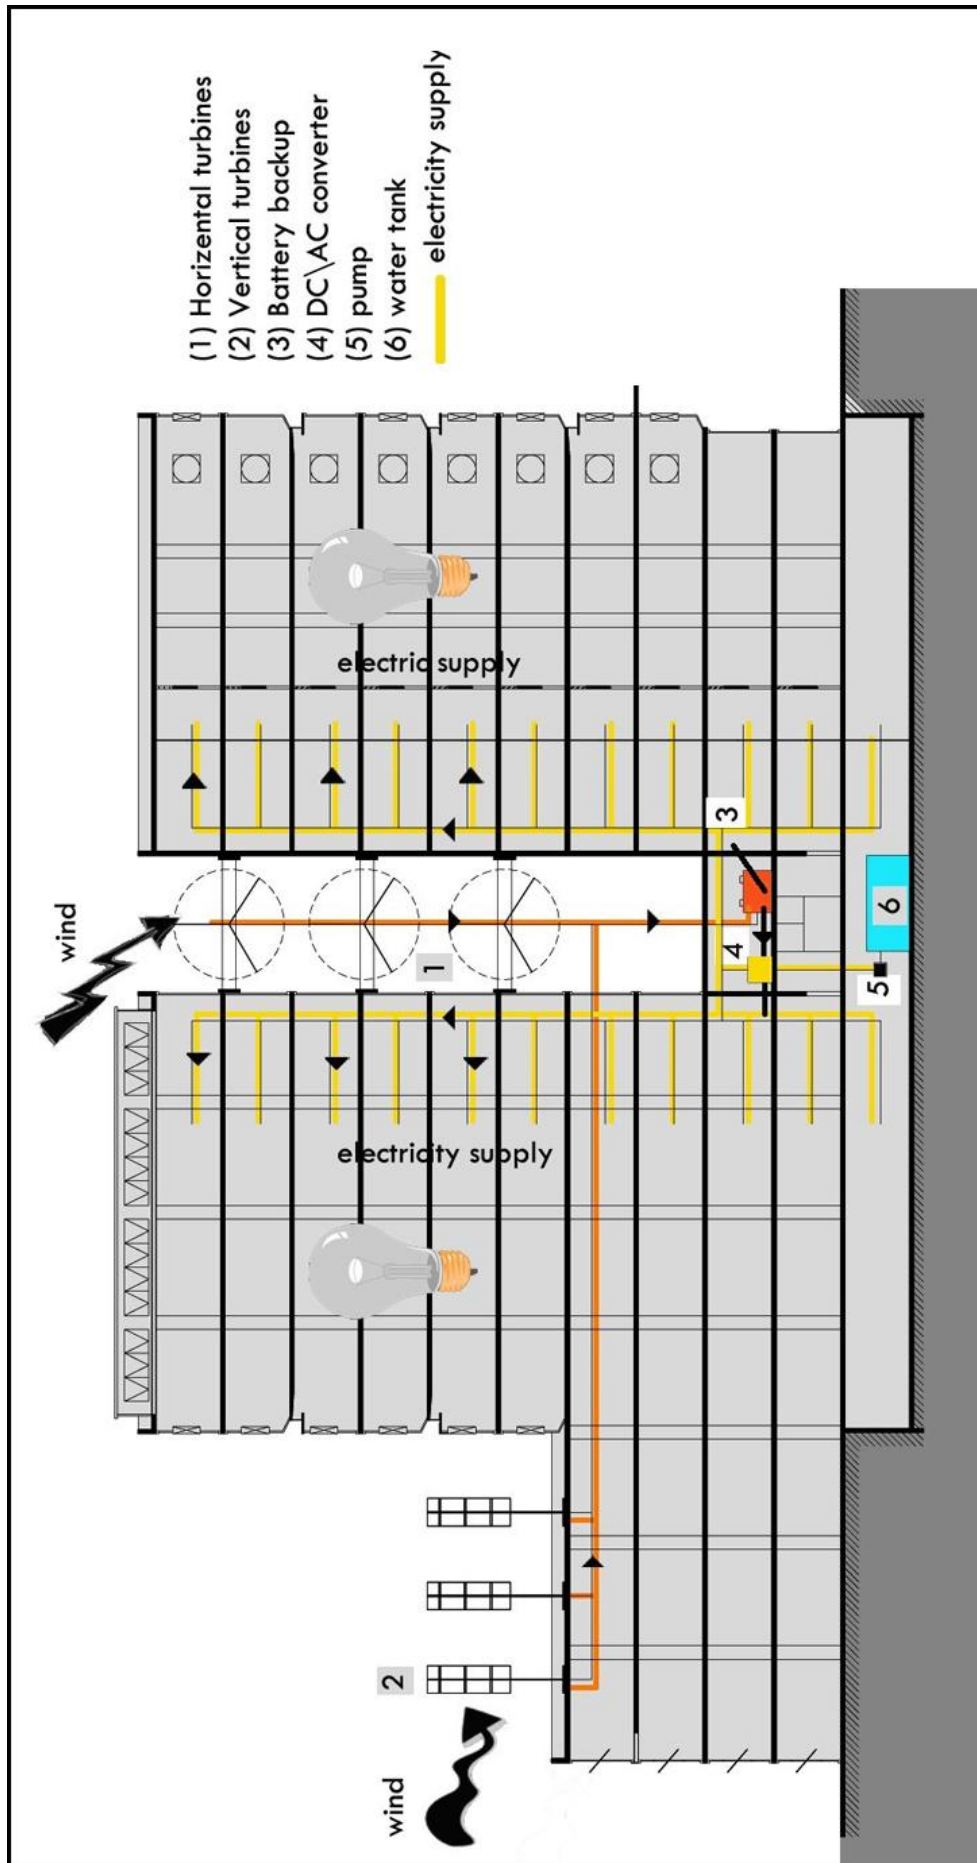 (1) Horizental turbines
(2) Vertical turbines
(3) Battery backup
(4) DC\AC converter
(5) pump
(6) water tank
electricity supply
wind
wind
2
1
electricity supply
electric supply
3
4
5
6